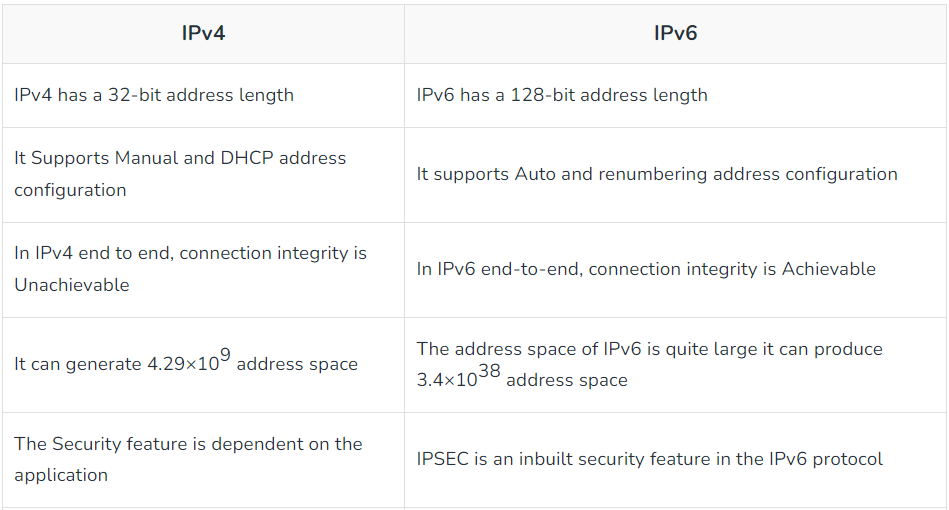 IPv4
IPv6
IPv4 has a 32-bit address length
IPv6 has a 128-bit address length
It Supports Manual and DHCP address
configuration
It supports Auto and renumbering address configuration
In IPv4 end to end, connection integrity is
Unachievable
In IPv6 end-to-end, connection integrity is Achievable
It can generate 4.29×10⁹ address space
The address space of IPv6 is quite large it can produce
3.4×10³⁸ address space
The Security feature is dependent on the
application
IPSEC is an inbuilt security feature in the IPv6 protocol